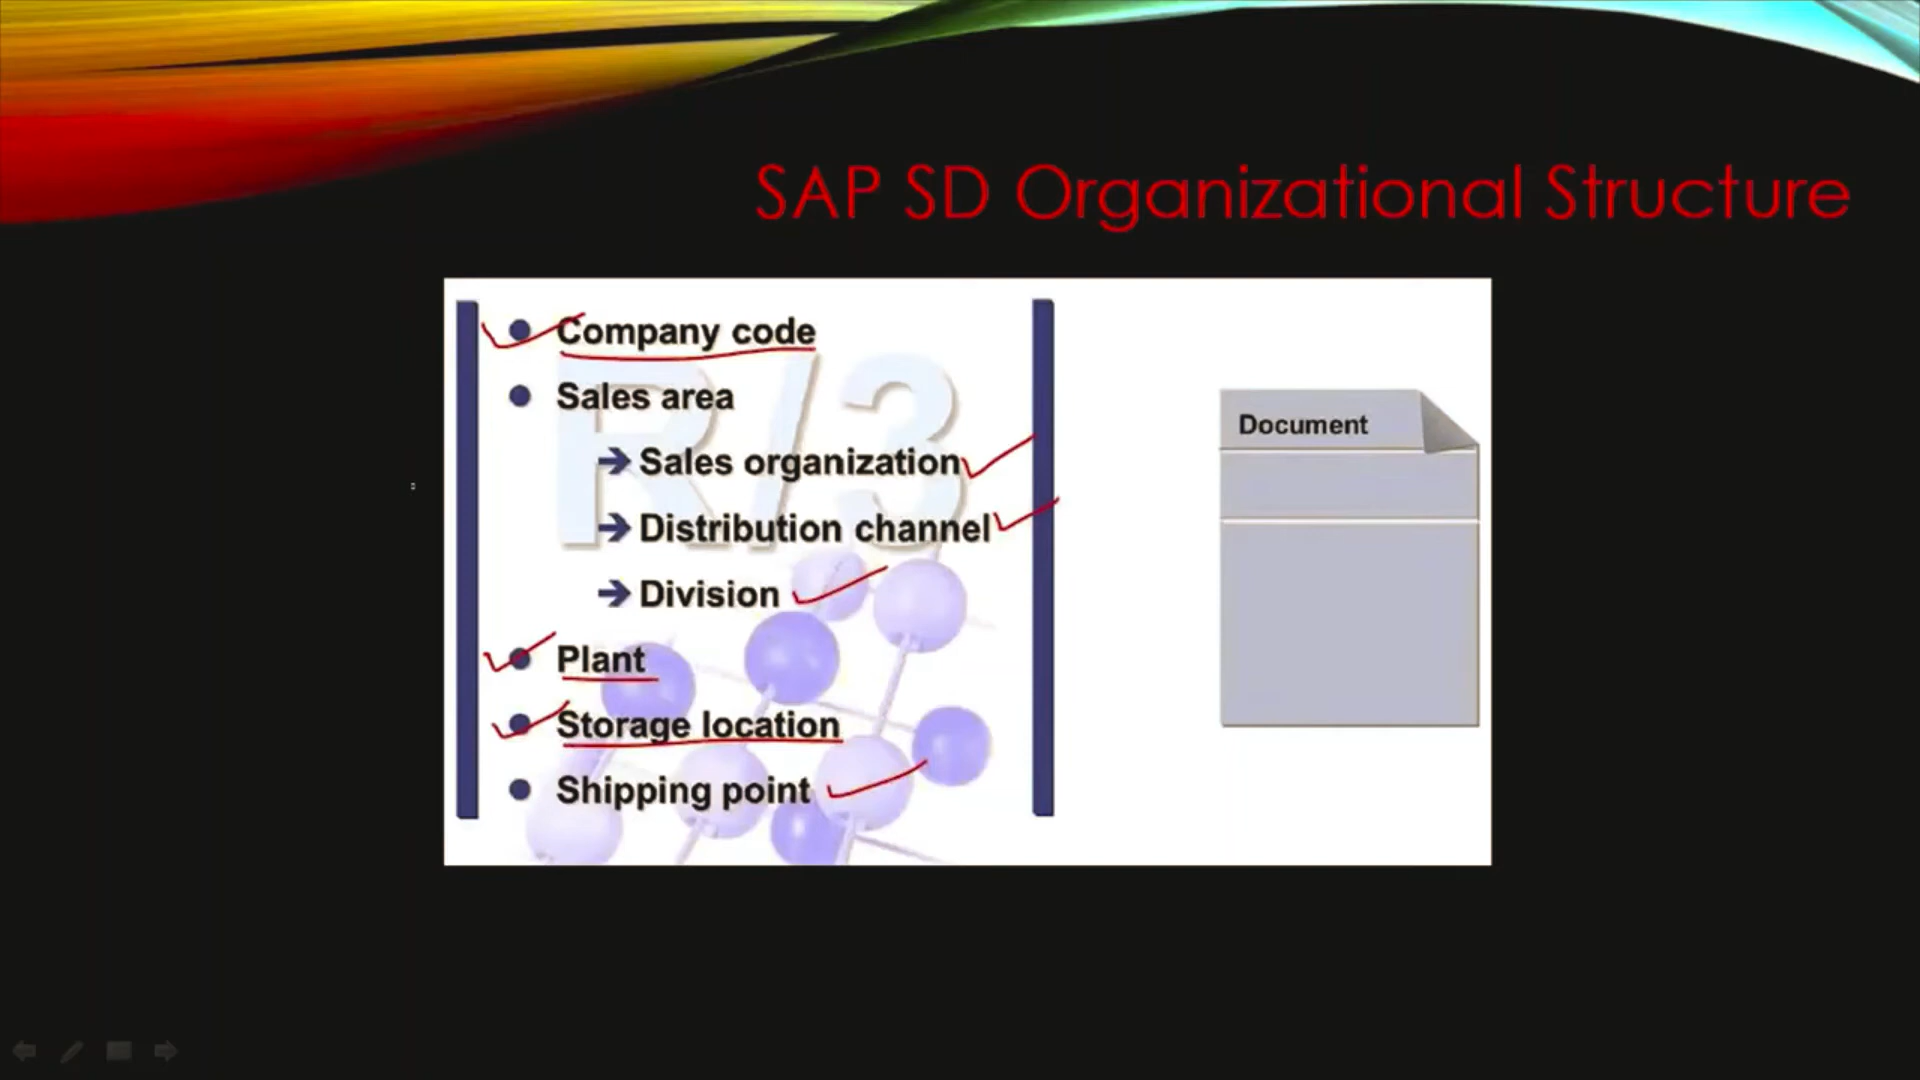 SAP SD Organizational Structure
R/3
Company code
Sales area
Sales organization
Distribution channel
Division
Plant
Storage location
Shipping point
Document